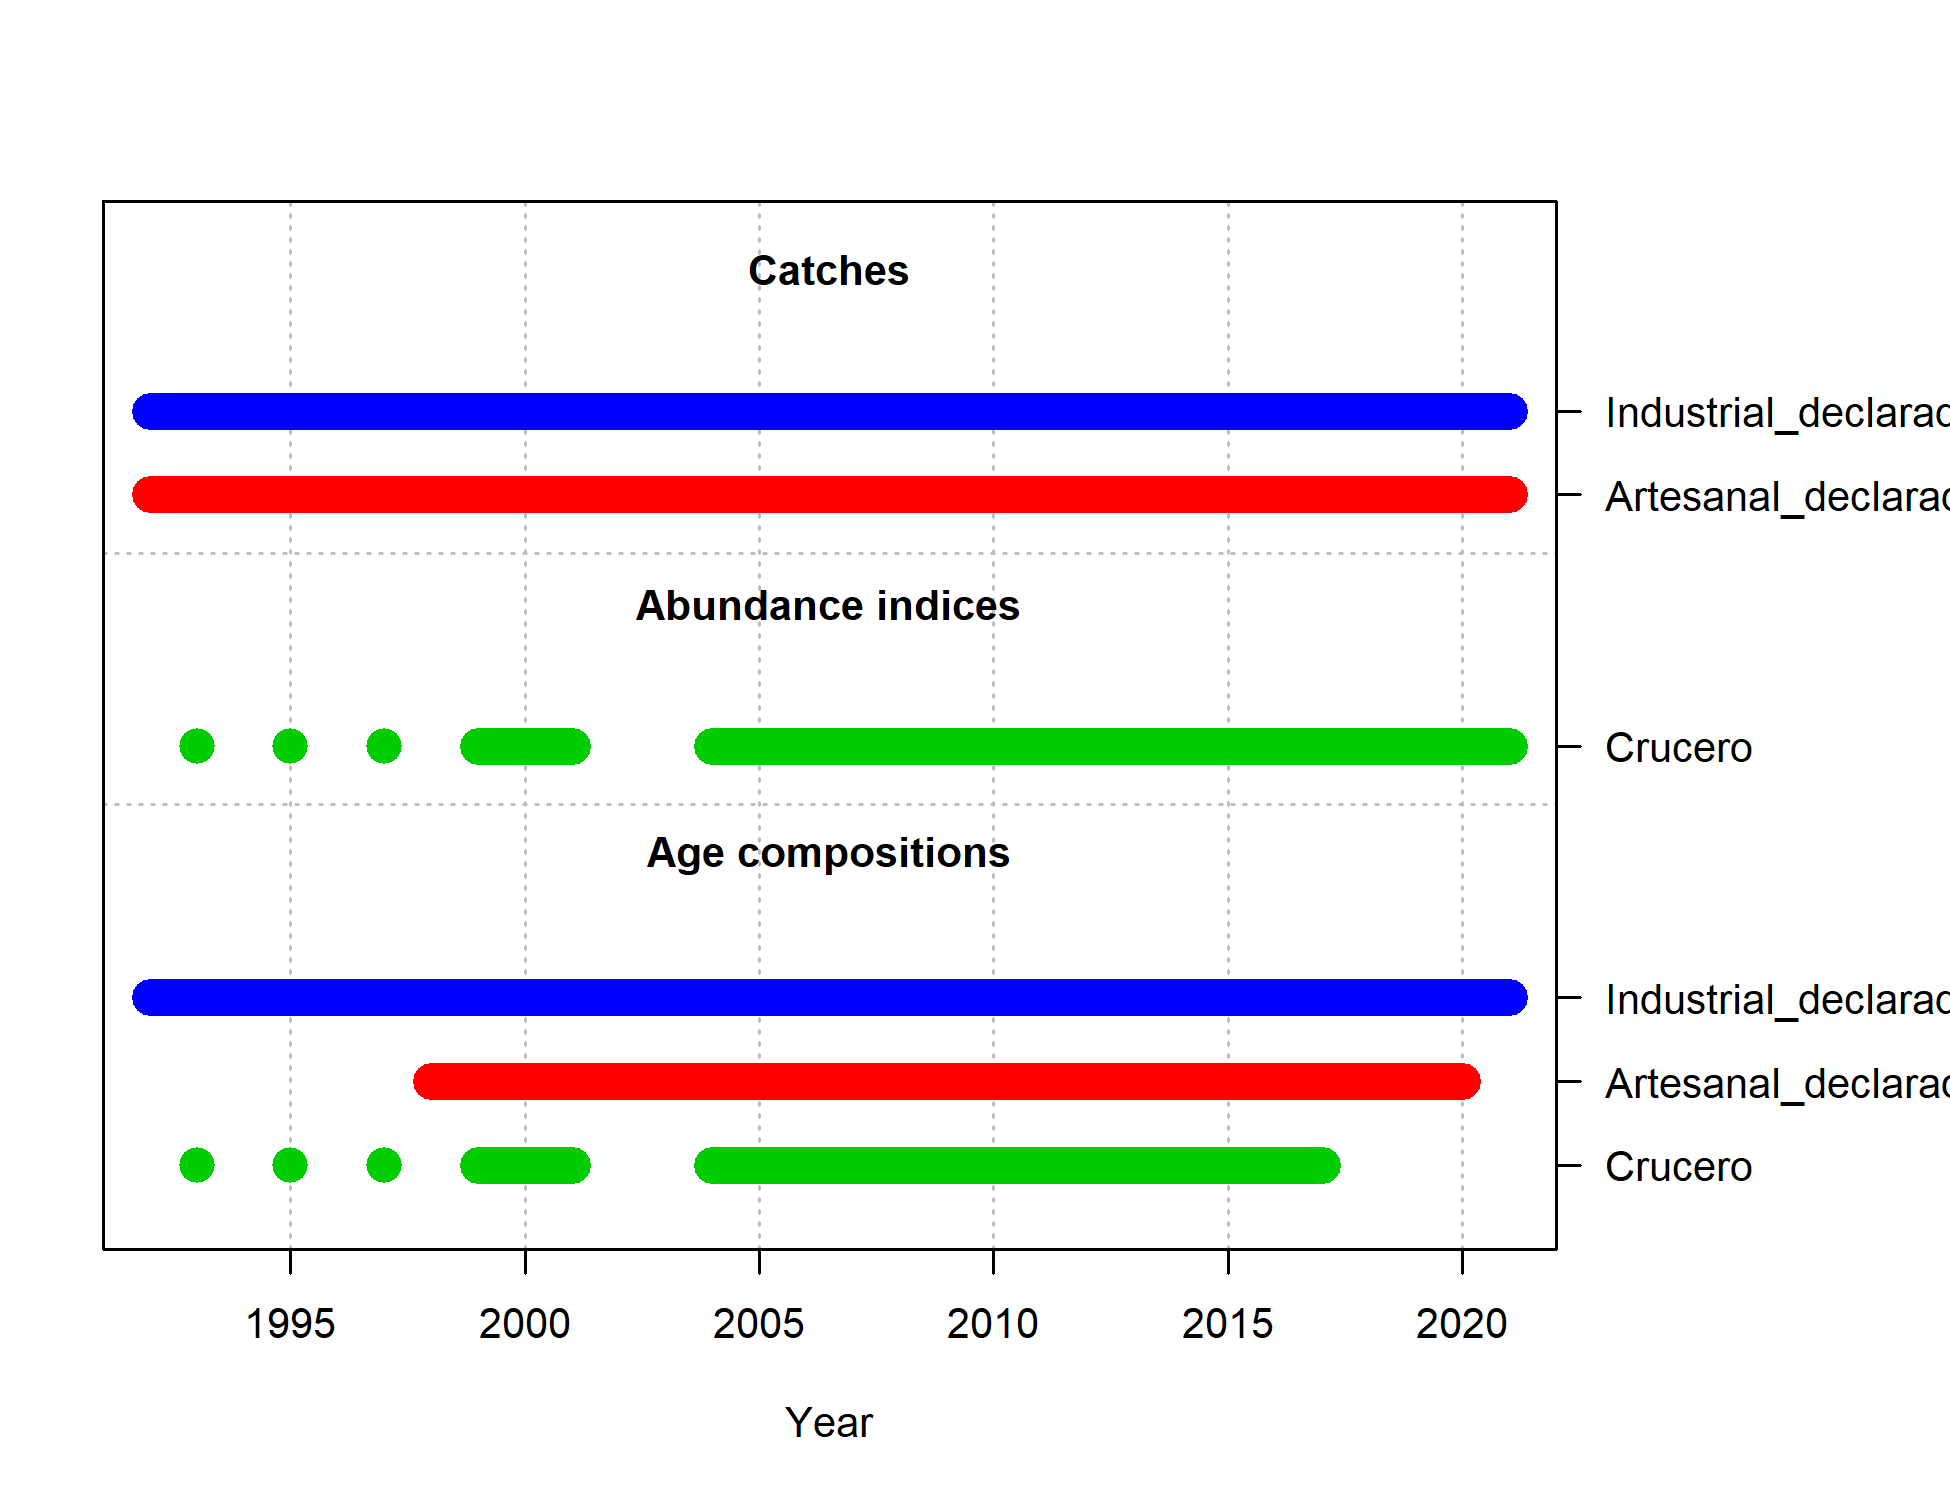 Catches
Industrial_declarac
Artesanal_declarac
Abundance indices
Crucero
Age compositions
Industrial_declarac
Artesanal_declarac
Crucero
1995 2000 2005 2010 2015 2020
Year